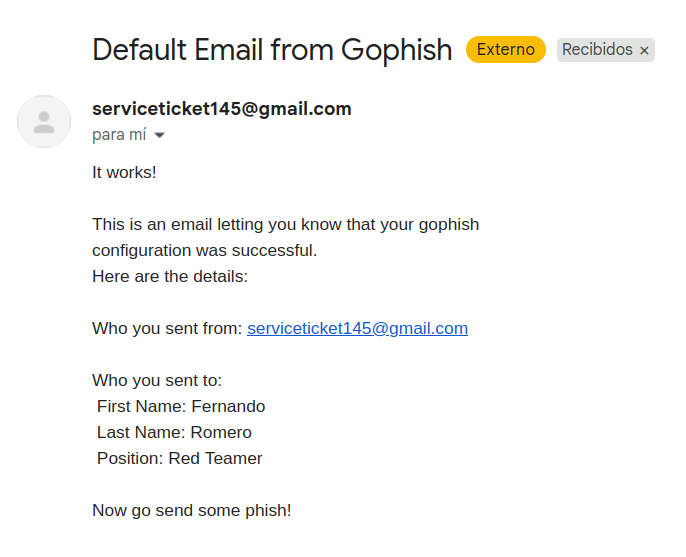 Default Email from Gophish Externo Recibidos ×
serviceticket145@gmail.com
para mí
It works!
This is an email letting you know that your gophish
configuration was successful.
Here are the details:
Who you sent from: serviceticket145@gmail.com
Who you sent to:
First Name: Fernando
Last Name: Romero
Position: Red Teamer
Now go send some phish!